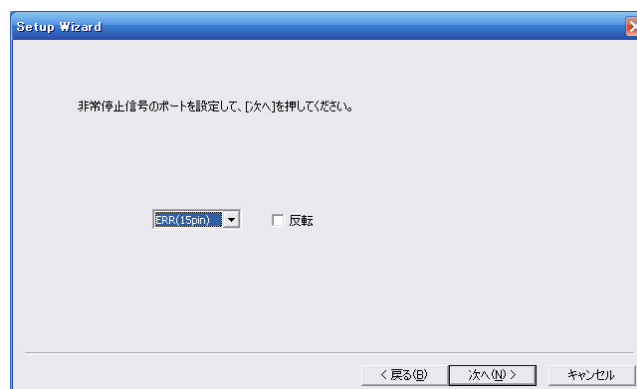 Setup Wizard
非常停止信号のポートを設定して、[次へ]を押してください。
ERR(15pin) 反転
< 戻る(B) 次へ(N) > キャンセル